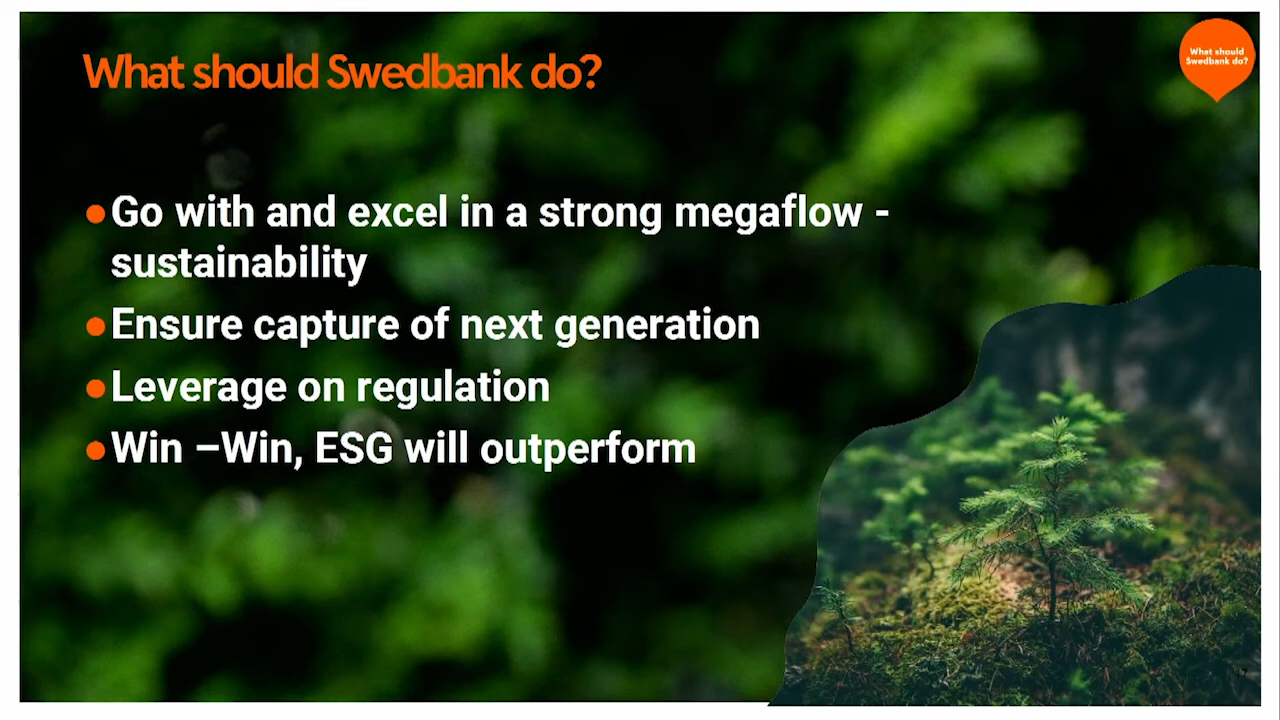 What should Swedbank do?
What should
Swedbank do?
● Go with and excel in a strong megaflow -
sustainability
● Ensure capture of next generation
● Leverage on regulation
● Win –Win, ESG will outperform